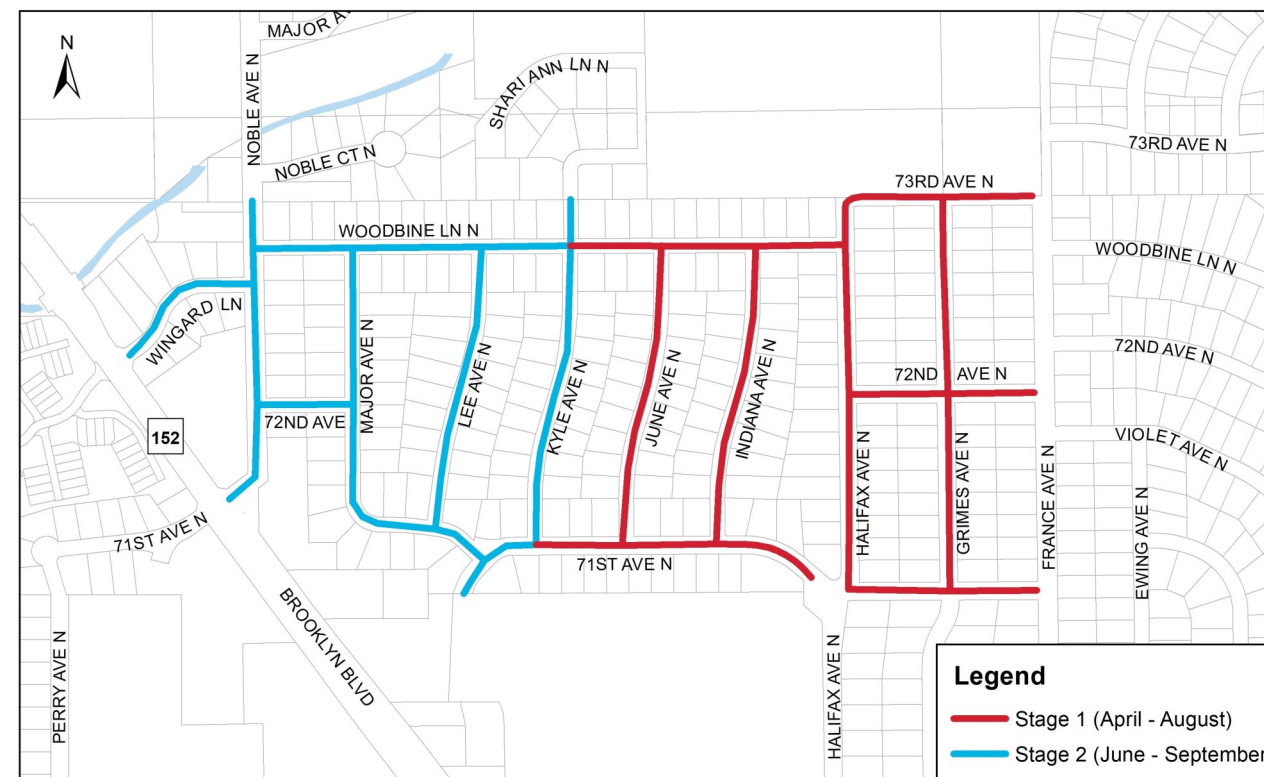 MAJOR AV
N
NOBLE AVE N
SHARI ANN LN N
NOBLE CT N
73RD AVE N
73RD AVE N
WOODBINE LN N
WOODBINE LN N
WINGARD LN
MAJOR AVE N
LEE AVE N
KYLE AVE N
JUNE AVE N
INDIANA AVE N
72ND AVE N
72ND AVE N
72ND AVE
152
HALIFAX AVE N
GRIMES AVE N
FRANCE AVE N
VIOLET AVE N
EWING AVE N
71ST AVE N
71ST AVE N
BROOKLYN BLVD
PERRY AVE N
HALIFAX AVE N
Legend
Stage 1 (April - August)
Stage 2 (June - September